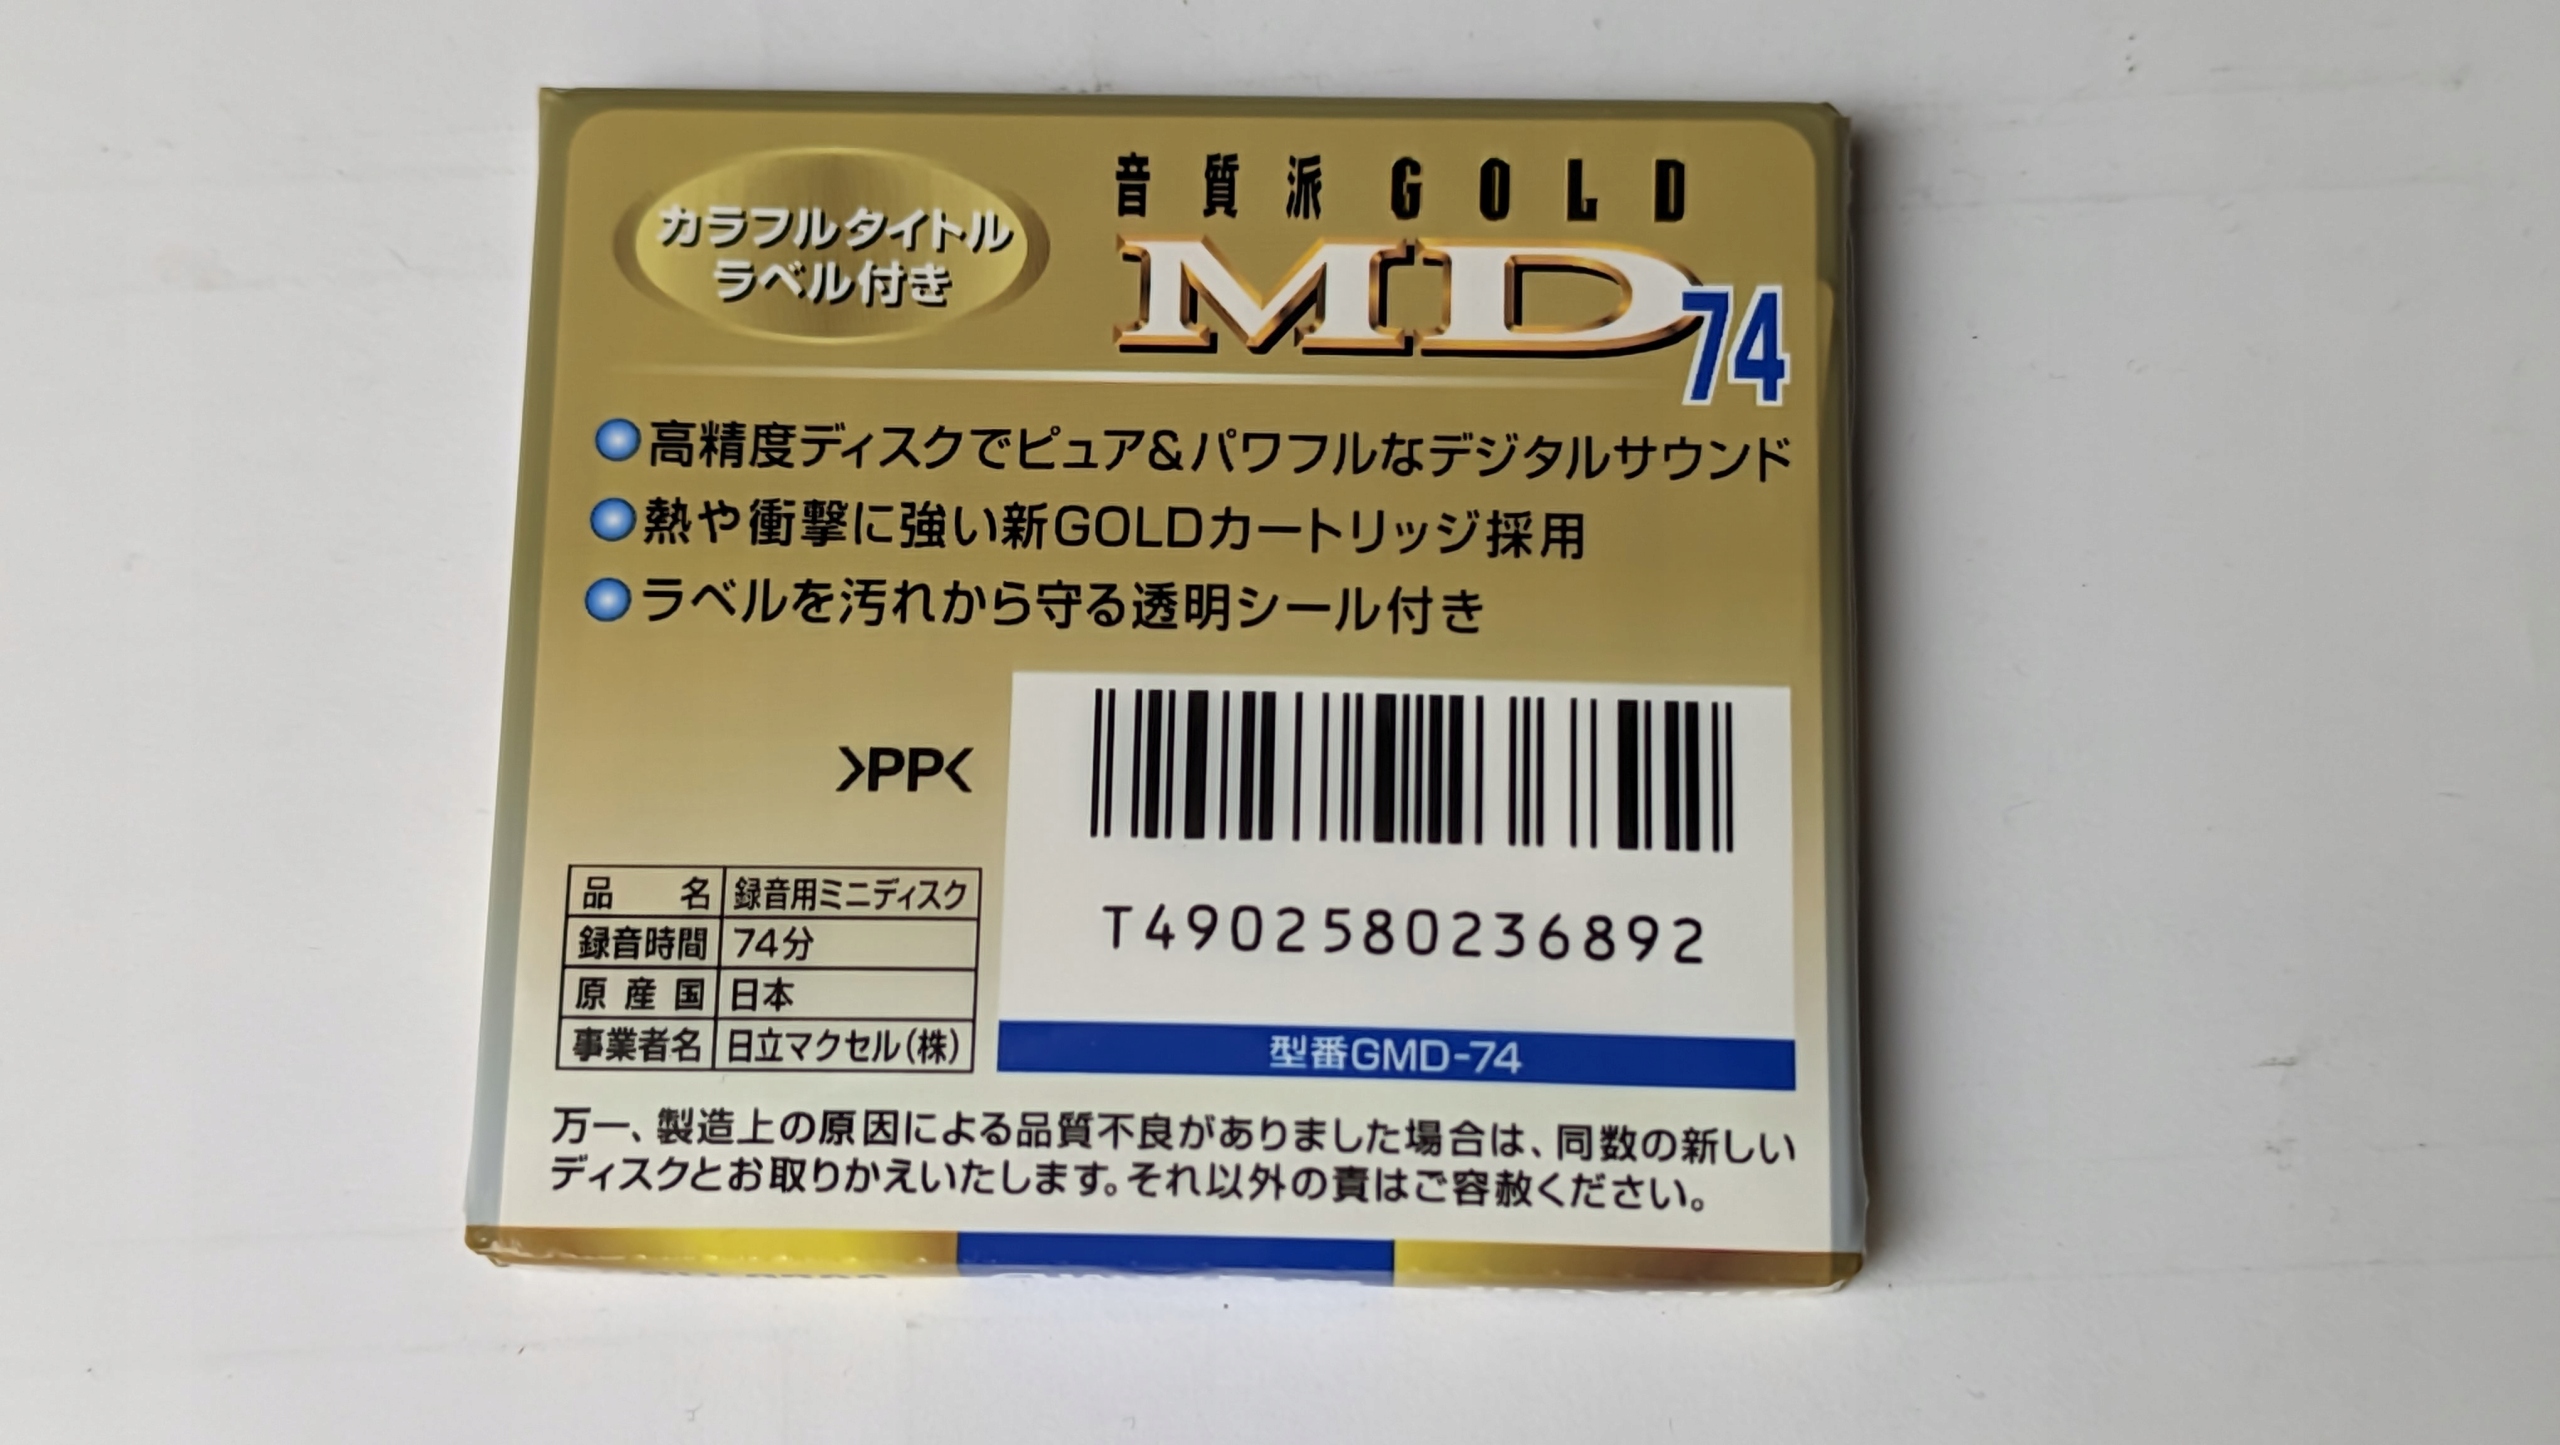 カラフルタイトル
ラベル付き
音質派GOLD
MD74
高精度ディスクでピュア&パワフルなデジタルサウンド
熱や衝撃に強い新GOLDカートリッジ採用
ラベルを汚れから守る透明シール付き
>PP<
T4902580236892
型番GMD-74
品名 録音用ミニディスク
録音時間 74分
原産国 日本
事業者名 日立マクセル(株)
万一、製造上の原因による品質不良がありました場合は、同数の新しい
ディスクとお取りかえいたします。それ以外の責はご容赦ください。